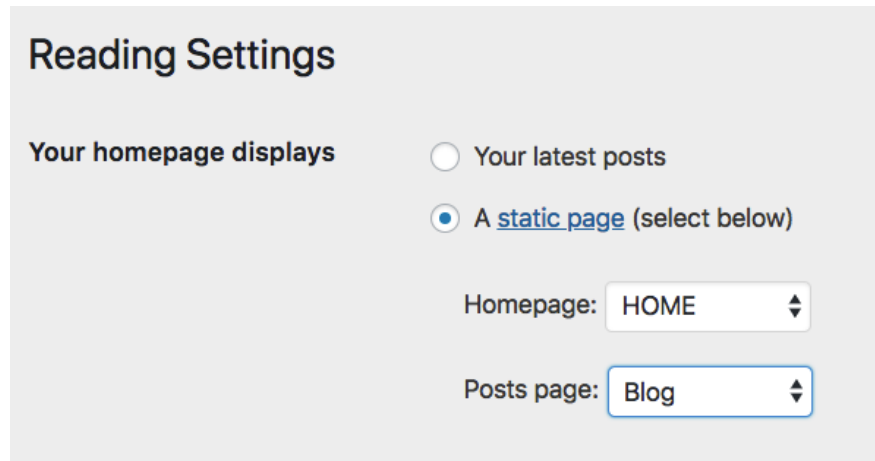 Reading Settings
Your homepage displays
Your latest posts
A static page (select below)
Homepage: HOME
Posts page: Blog